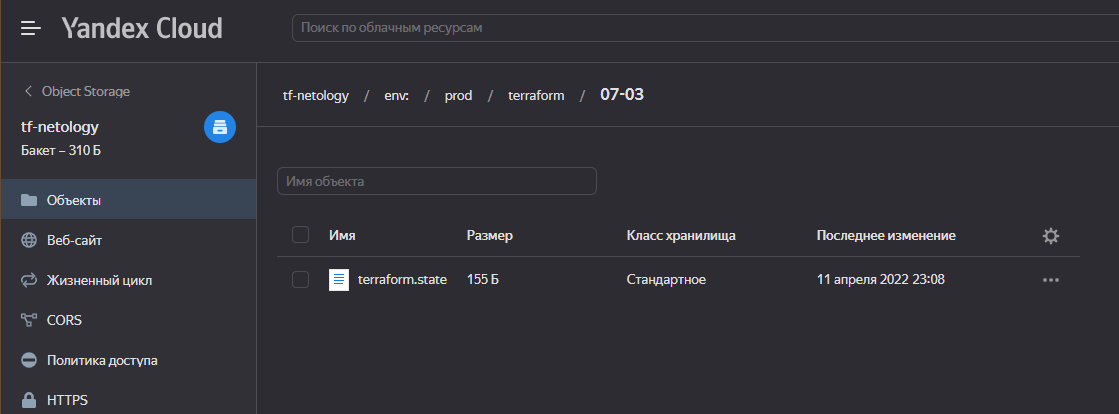 Yandex Cloud
Поиск по облачным ресурсам
Object Storage
tf-netology
Бакет – 310 Б
Объекты
Веб-сайт
Жизненный цикл
CORS
Политика доступа
HTTPS
tf-netology / env: / prod / terraform / 07-03
Имя объекта
Имя Размер Класс хранилища Последнее изменение
terraform.state 155 Б Стандартное 11 апреля 2022 23:08